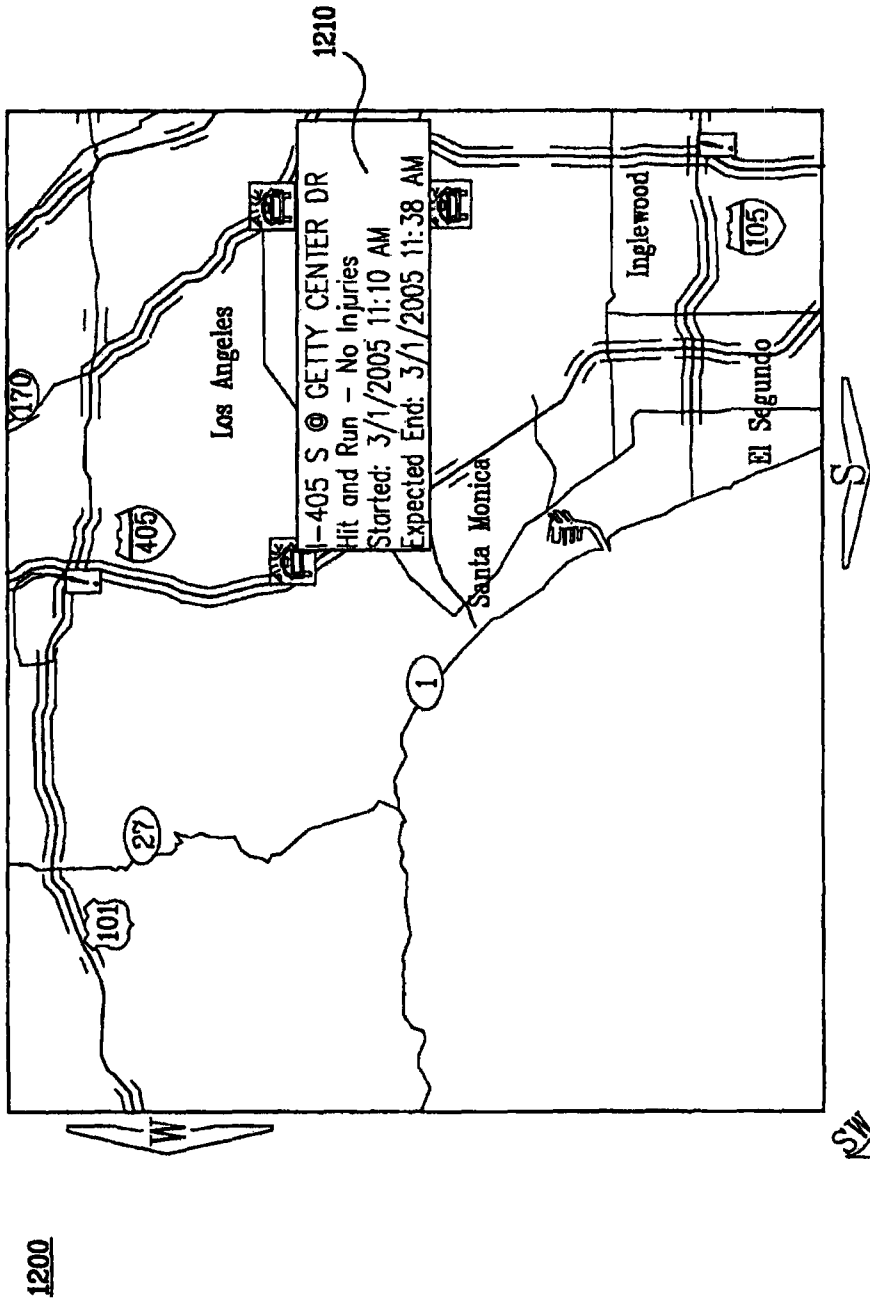 1200
1210
170
405
101
27
1
105
Los Angeles
I-405 S @ GETTY CENTER DR
Hit and Run - No Injuries
Started: 3/1/2005 11:10 AM
Expected End: 3/1/2005 11:38 AM
Santa Monica
Inglewood
El Segundo
W
SW
S